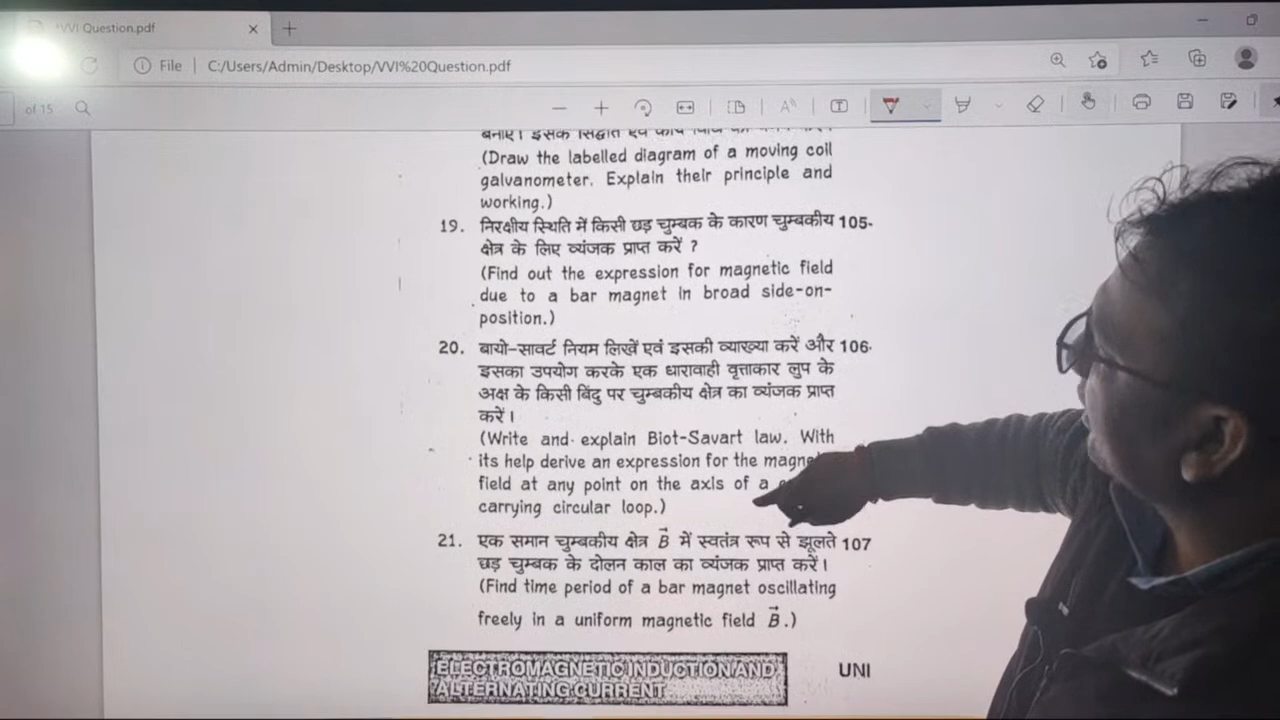 VVI Question.pdf
File | C:/Users/Admin/Desktop/VVI%20Question.pdf
of 15
(Draw the labelled diagram of a moving coil
galvanometer. Explain their principle and
working.)
19. निरक्षीय स्थिति में किसी छड़ चुम्बक के कारण चुम्बकीय 105-
क्षेत्र के लिए व्यंजक प्राप्त करें ?
(Find out the expression for magnetic field
due to a bar magnet in broad side-on-
position.)
20. बायो-सावर्ट नियम लिखें एवं इसकी व्याख्या करें और 106-
इसका उपयोग करके एक धारावाही वृत्ताकार लुप के
अक्ष के किसी बिंदु पर चुम्बकीय क्षेत्र का व्यंजक प्राप्त
करें।
(Write and explain Biot-Savart law. With
its help derive an expression for the
field at any point on the axis of a
carrying circular loop.)
21. एक समान चुम्बकीय क्षेत्र B⃗ में स्वतंत्र रूप से झूलते 107
छड़ चुम्बक के दोलन काल का व्यंजक प्राप्त करें।
(Find time period of a bar magnet oscillating
freely in a uniform magnetic field B⃗.)
ELECTROMAGNETIC INDUCTION AND UNI
ALTERNATING CURRENT